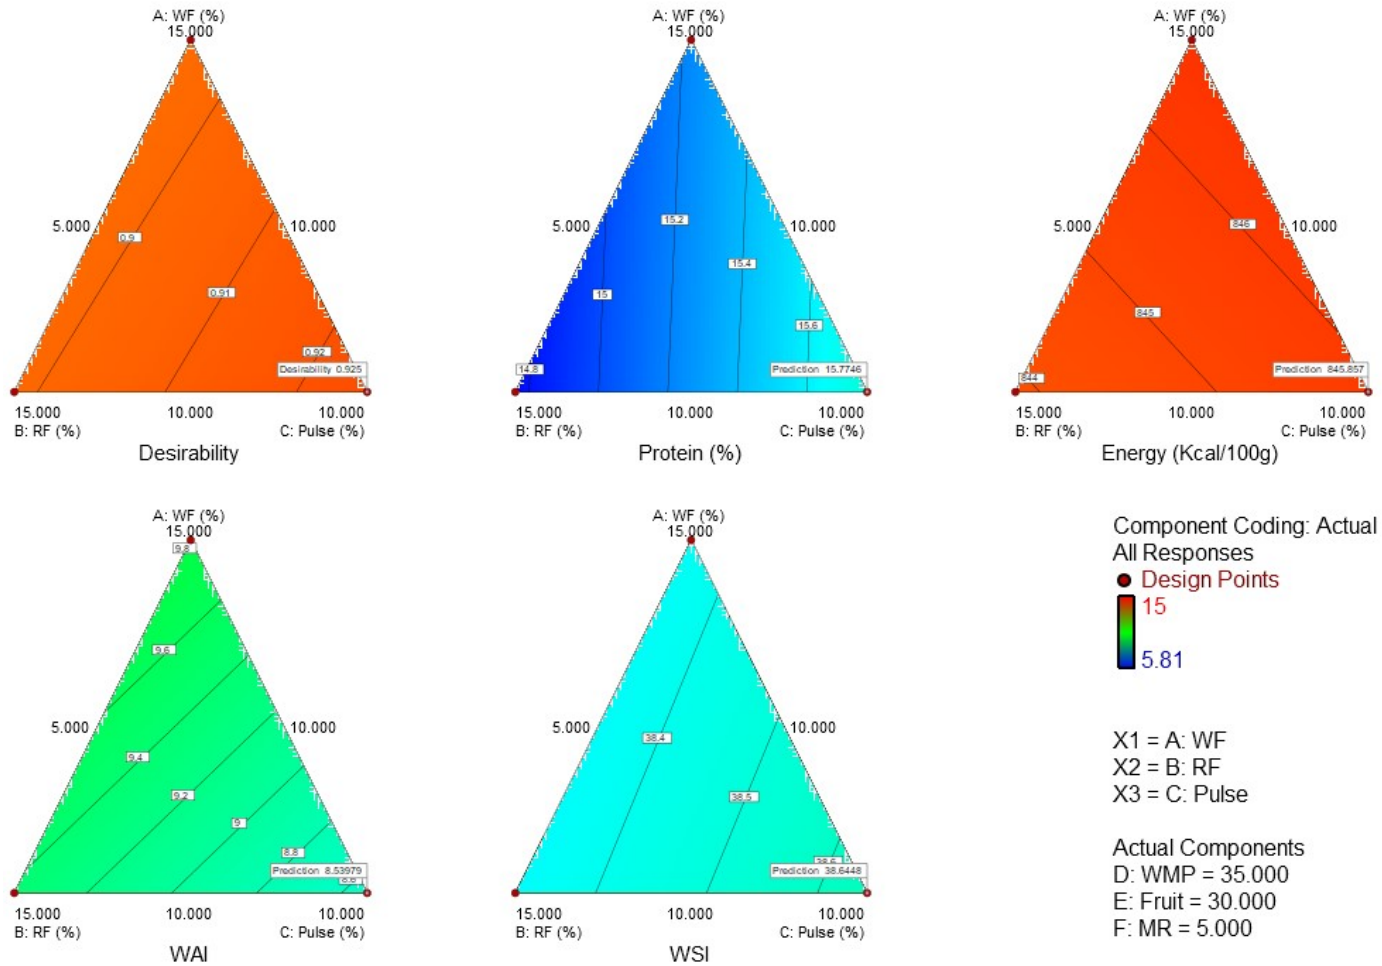 A: WF (%)
15.000
0.9
5.000
10.000
0.91
0.92
Desirability 0.925
15.000
10.000
10.000
B: RF (%)
C: Pulse (%)
Desirability
A: WF (%)
15.000
15.2
5.000
10.000
15.4
15
15.6
14.8
Prediction 15.7746
15.000
10.000
10.000
B: RF (%)
C: Pulse (%)
Protein (%)
A: WF (%)
15.000
846
5.000
10.000
845
844
Prediction 845.857
15.000
10.000
10.000
B: RF (%)
C: Pulse (%)
Energy (Kcal/100g)
A: WF (%)
15.000
9.8
9.6
5.000
10.000
9.4
9.2
9
8.8
Prediction 8.53979
8.6
15.000
10.000
10.000
B: RF (%)
C: Pulse (%)
WAI
A: WF (%)
15.000
5.000
10.000
38.4
38.5
38.6
Prediction 38.6448
15.000
10.000
10.000
B: RF (%)
C: Pulse (%)
WSI
Component Coding: Actual
All Responses
Design Points
15
5.81
X1 = A: WF
X2 = B: RF
X3 = C: Pulse
Actual Components
D: WMP = 35.000
E: Fruit = 30.000
F: MR = 5.000